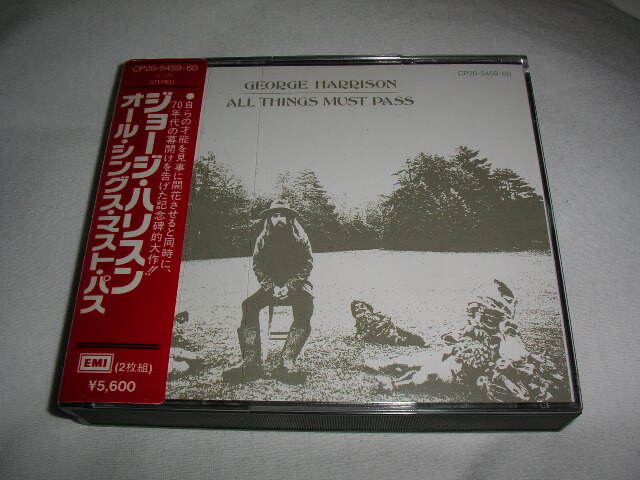 CP28-5459・60
STEREO
●自らの才能を見事に開花させると同時に、
70年代の幕開けを告げた記念碑的大作!!
ジョージ・ハリスン
オール・シングス・マスト・パス
EMI
(2枚組)
¥5,600
GEORGE HARRISON
ALL THINGS MUST PASS